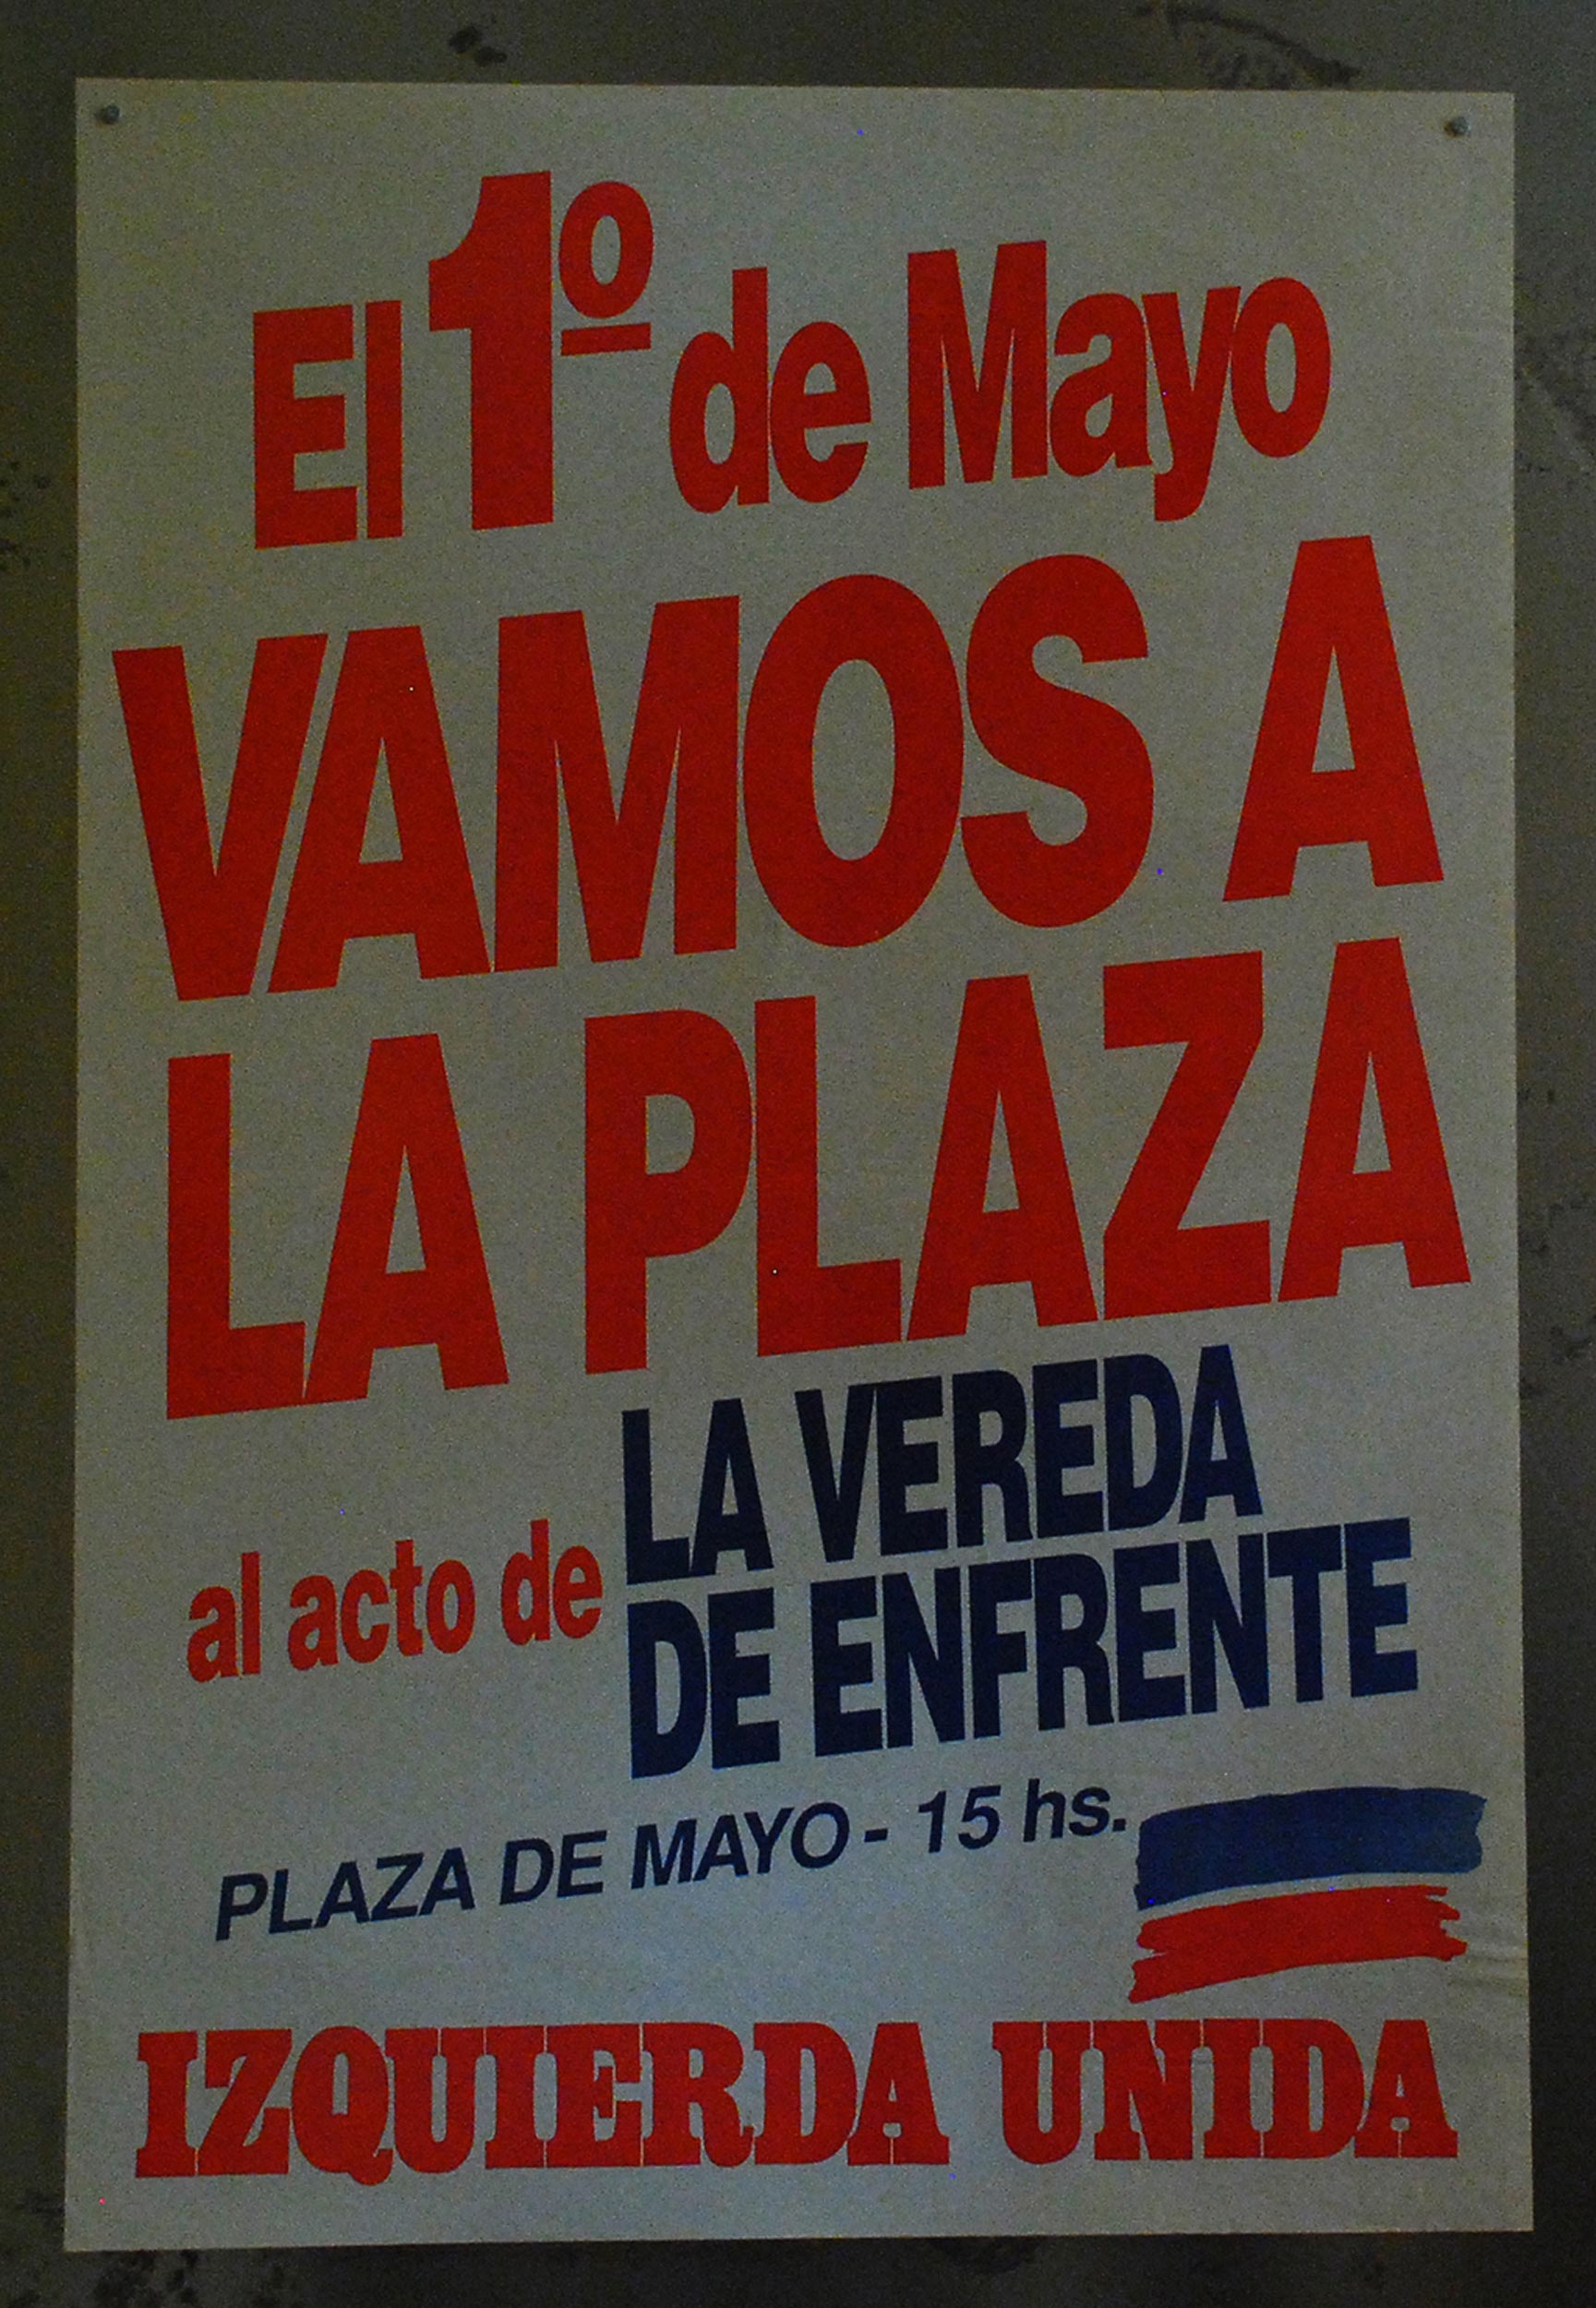 El 1º de Mayo
VAMOS A
LA PLAZA
al acto de LA VEREDA
DE ENFRENTE
PLAZA DE MAYO - 15 hs.
IZQUIERDA UNIDA